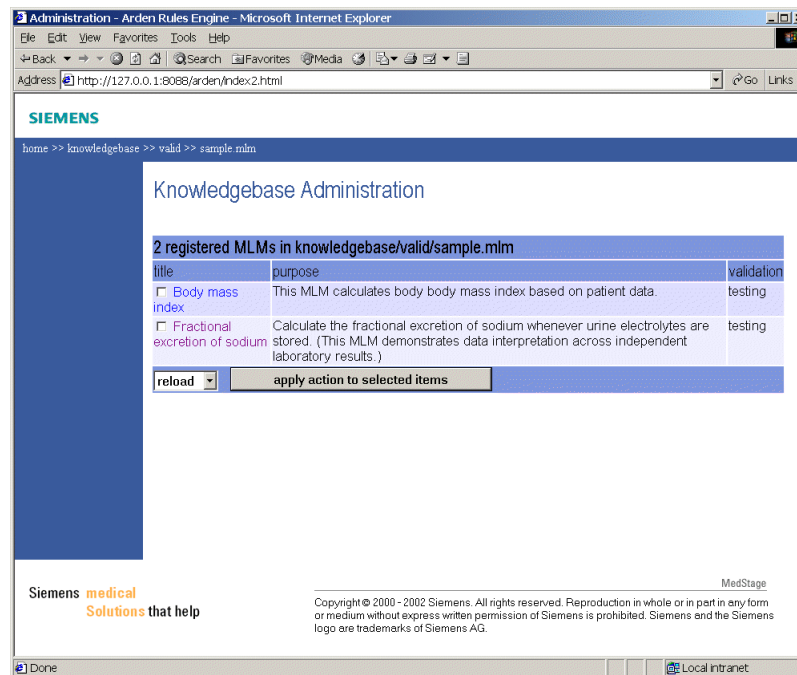 Administration - Arden Rules Engine - Microsoft Internet Explorer
File Edit View Favorites Tools Help
Back Search Favorites Media
Address http://127.0.0.1:8088/arden/index2.html Go Links
SIEMENS
home >> knowledgebase >> valid >> sample.mlm
Knowledgebase Administration
2 registered MLMs in knowledgebase/valid/sample.mlm
title purpose validation
Body mass index This MLM calculates body body mass index based on patient data. testing
Fractional Calculate the fractional excretion of sodium whenever urine electrolytes are testing
excretion of sodium stored. (This MLM demonstrates data interpretation across independent
laboratory results.)
reload apply action to selected items
MedStage
Siemens medical
Solutions that help
Copyright © 2000 - 2002 Siemens. All rights reserved. Reproduction in whole or in part in any form
or medium without express written permission of Siemens is prohibited. Siemens and the Siemens
logo are trademarks of Siemens AG.
Done Local intranet